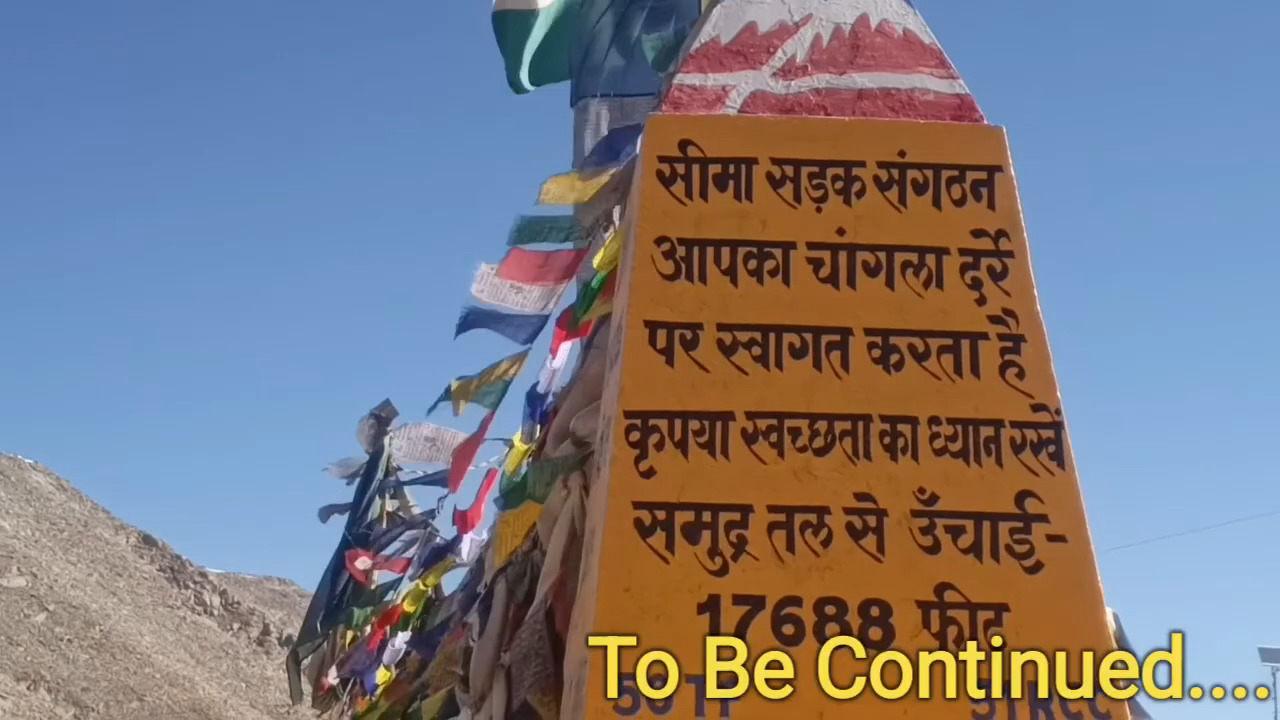 सीमा सड़क संगठन
आपका चांगला दर्रे
पर स्वागत करता है
कृपया स्वच्छता का ध्यान रखें
समुद्र तल से उँचाई-
17688 फीट
To Be Continued....